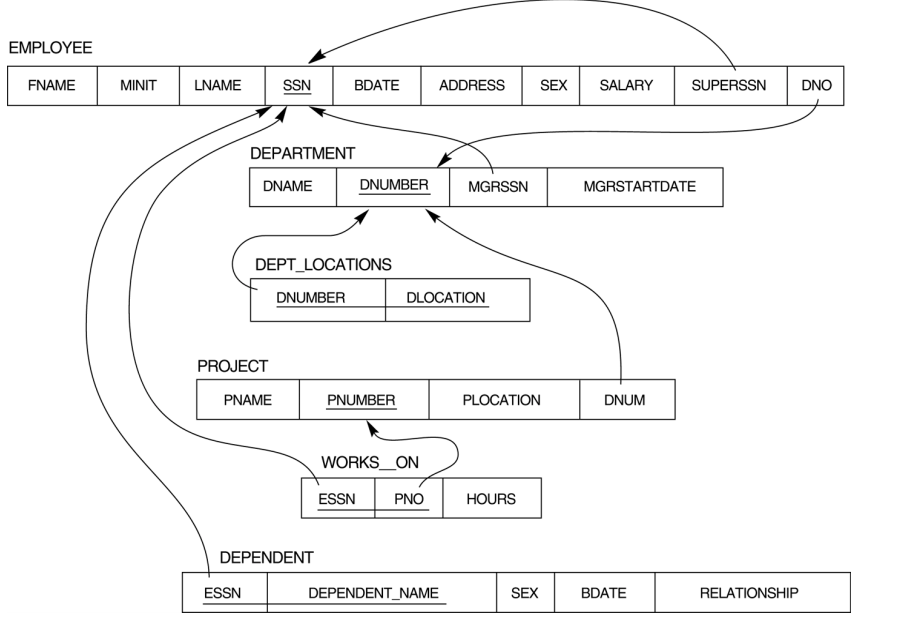 EMPLOYEE
FNAME MINIT LNAME SSN BDATE ADDRESS SEX SALARY SUPERSSN DNO
DEPARTMENT
DNAME DNUMBER MGRSSN MGRSTARTDATE
DEPT_LOCATIONS
DNUMBER DLOCATION
PROJECT
PNAME PNUMBER PLOCATION DNUM
WORKS__ON
ESSN PNO HOURS
DEPENDENT
ESSN DEPENDENT_NAME SEX BDATE RELATIONSHIP